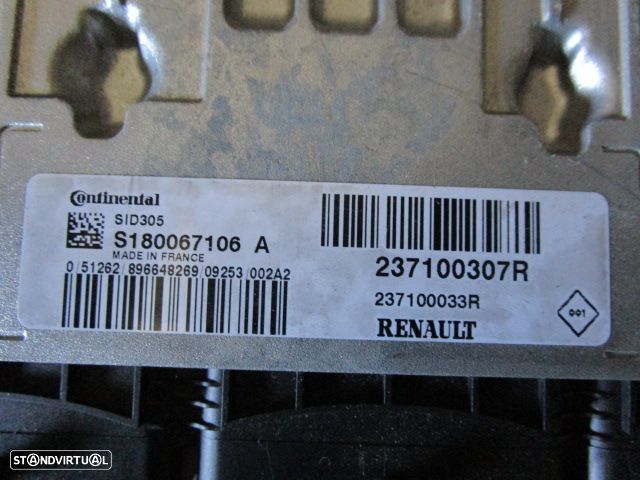 Continental
SID305
S180067106 A
MADE IN FRANCE
0/51262/896648269/09253/002A2
237100307R
237100033R
RENAULT
001
STANDVIRTUAL